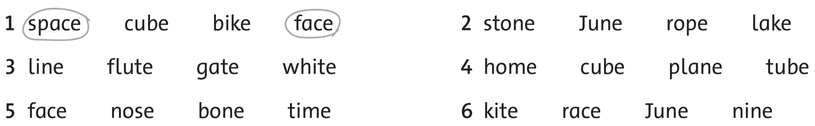 1 space cube bike face
2 stone June rope lake
3 line flute gate white
4 home cube plane tube
5 face nose bone time
6 kite race June nine